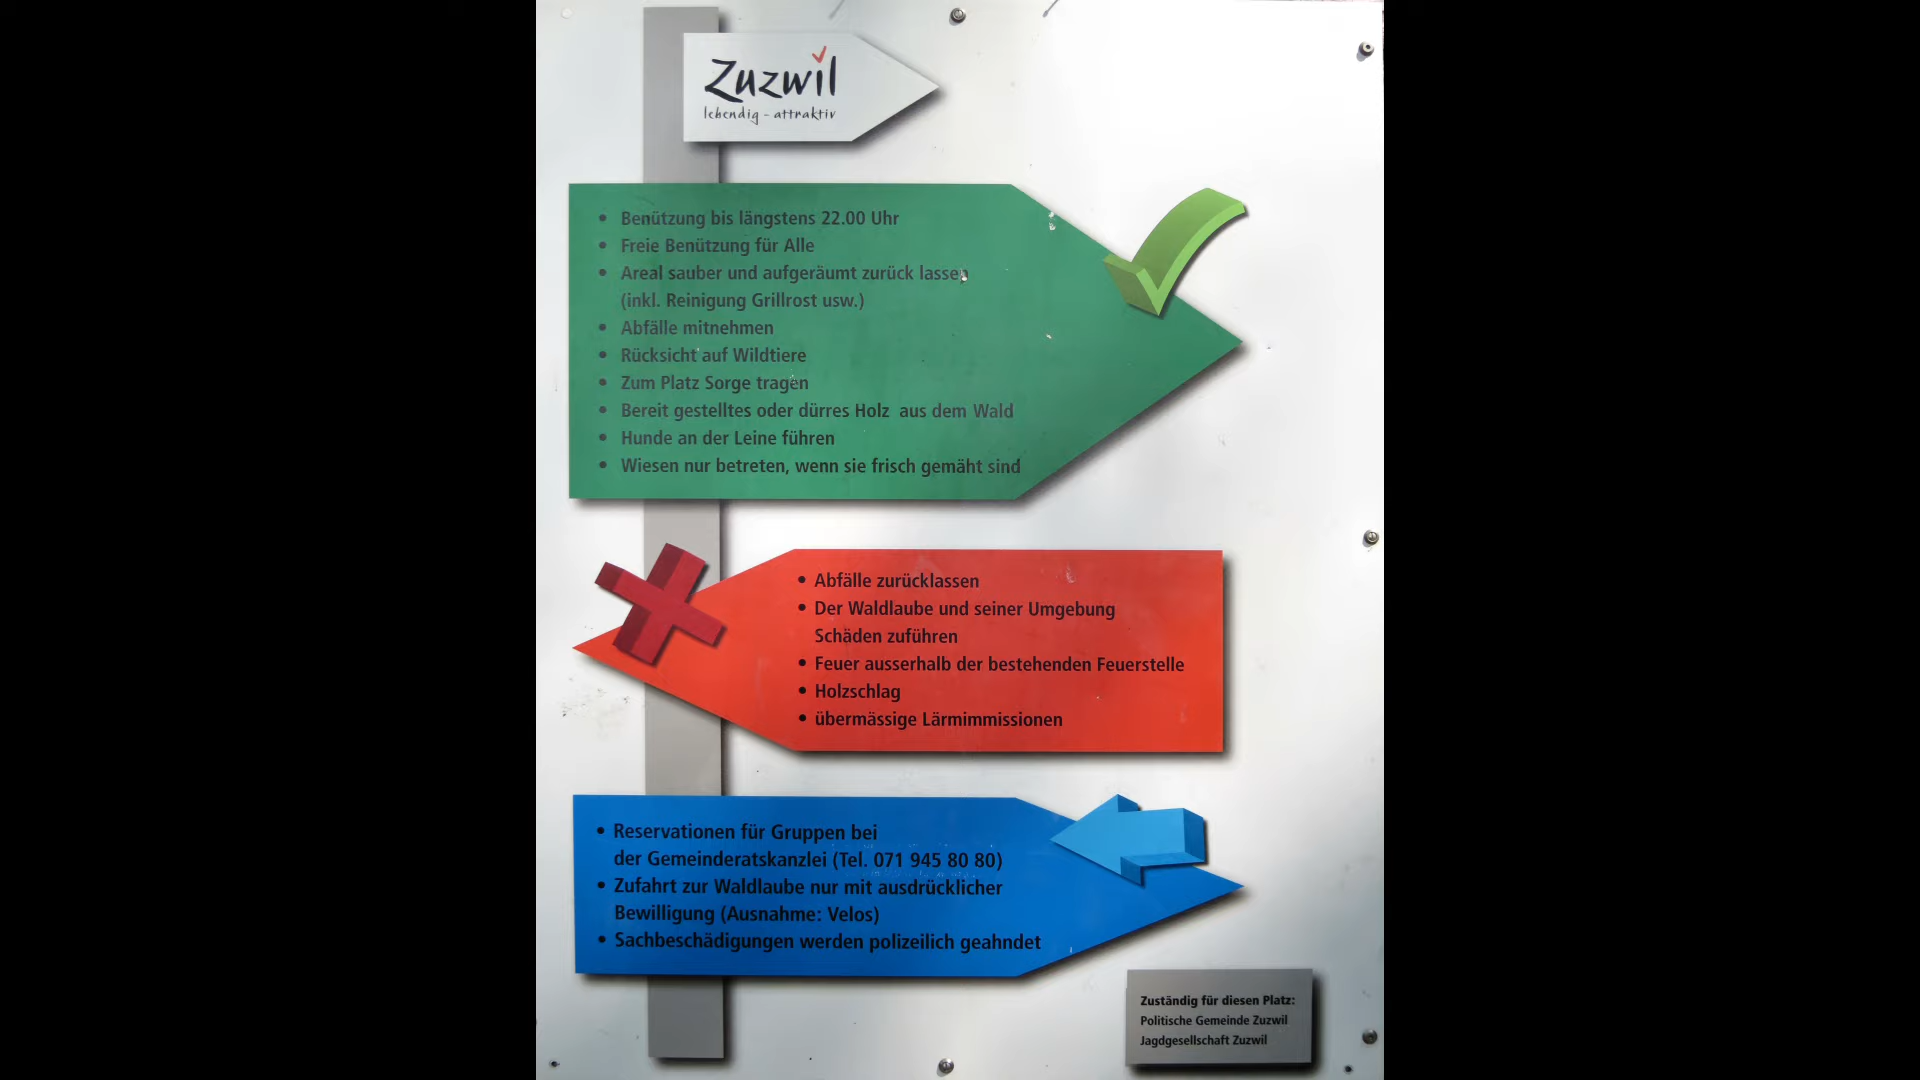 Zuzwil
lebendig - attraktiv
• Benützung bis längstens 22.00 Uhr
• Freie Benützung für Alle
• Areal sauber und aufgeräumt zurück lassen
(inkl. Reinigung Grillrost usw.)
• Abfälle mitnehmen
• Rücksicht auf Wildtiere
• Zum Platz Sorge tragen
• Bereit gestelltes oder dürres Holz aus dem Wald
• Hunde an der Leine führen
• Wiesen nur betreten, wenn sie frisch gemäht sind
• Abfälle zurücklassen
• Der Waldlaube und seiner Umgebung
Schäden zuführen
• Feuer ausserhalb der bestehenden Feuerstelle
• Holzschlag
• übermässige Lärmimmissionen
• Reservationen für Gruppen bei
der Gemeinderatskanzlei (Tel. 071 945 80 80)
• Zufahrt zur Waldlaube nur mit ausdrücklicher
Bewilligung (Ausnahme: Velos)
• Sachbeschädigungen werden polizeilich geahndet
Zuständig für diesen Platz:
Politische Gemeinde Zuzwil
Jagdgesellschaft Zuzwil